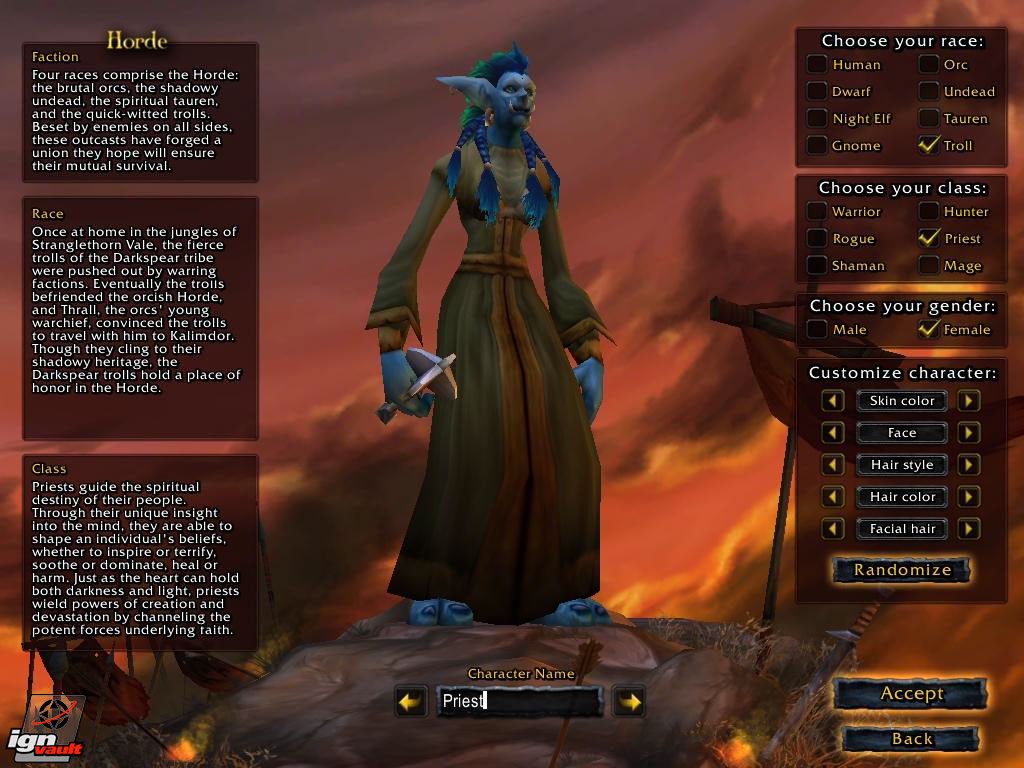 Horde
Faction
Four races comprise the Horde:
the brutal orcs, the shadowy
undead, the spiritual tauren,
and the quick-witted trolls.
Beset by enemies on all sides,
these outcasts have forged a
union they hope will ensure
their mutual survival.
Race
Once at home in the jungles of
Stranglethorn Vale, the fierce
trolls of the Darkspear tribe
were pushed out by warring
factions. Eventually the trolls
befriended the orcish Horde,
and Thrall, the orcs' young
warchief, convinced the trolls
to travel with him to Kalimdor.
Though they cling to their
shadowy heritage, the
Darkspear trolls hold a place of
honor in the Horde.
Class
Priests guide the spiritual
destiny of their people.
Through their unique insight
into the mind, they are able to
shape an individual's beliefs,
whether to inspire or terrify,
soothe or dominate, heal or
harm. Just as the heart can hold
both darkness and light, priests
wield powers of creation and
devastation by channeling the
potent forces underlying faith.
ign
vault
Character Name
Priest
Choose your race:
Human Orc
Dwarf Undead
Night Elf Tauren
Gnome Troll
Choose your class:
Warrior Hunter
Rogue Priest
Shaman Mage
Choose your gender:
Male Female
Customize character:
Skin color
Face
Hair style
Hair color
Facial hair
Randomize
Accept
Back